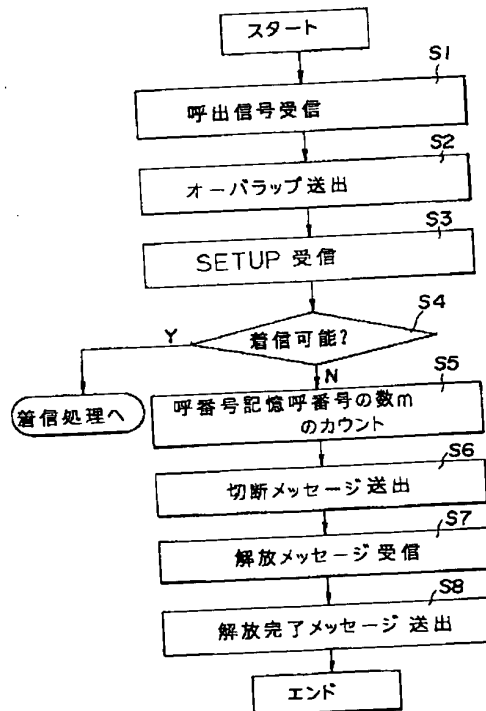 スタート
S1
呼出信号受信
S2
オーバラップ送出
S3
SETUP 受信
S4
着信可能?
Y
N
着信処理へ
S5
呼番号記憶呼番号の数m
のカウント
S6
切断メッセージ送出
S7
解放メッセージ受信
S8
解放完了メッセージ送出
エンド